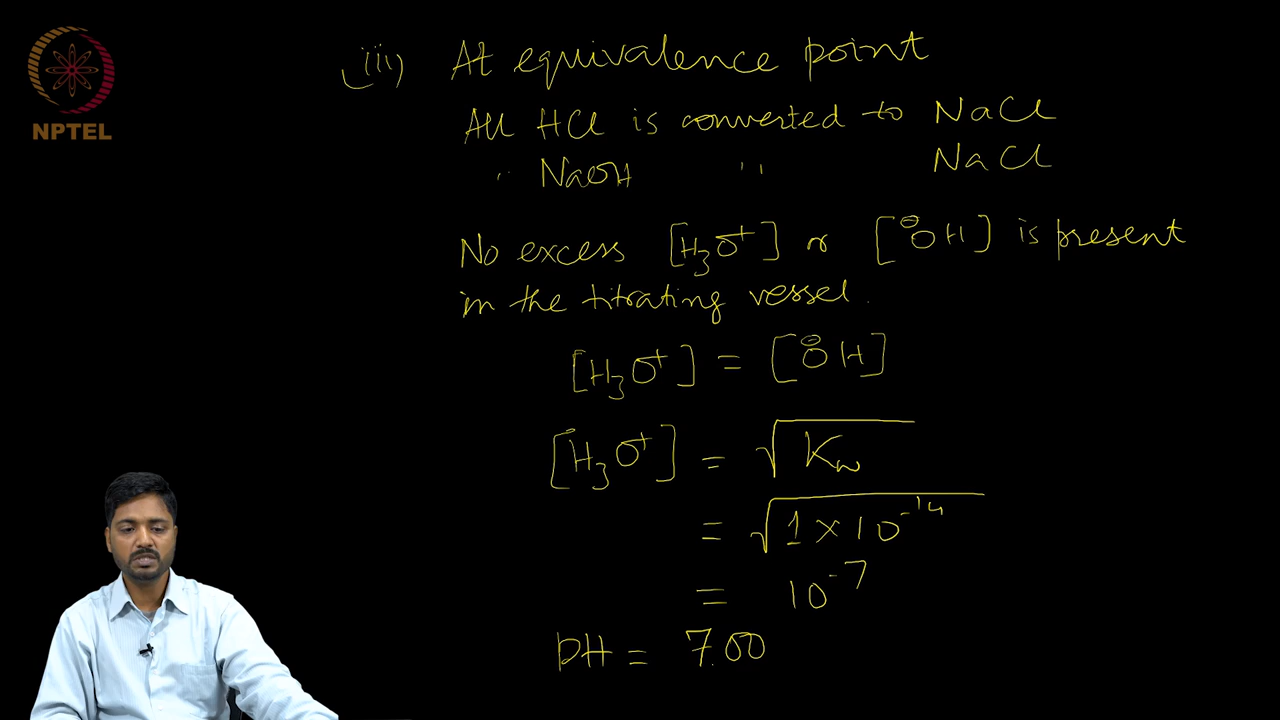 NPTEL
(iii) At equivalence point
All HCl is converted to NaCl
" NaOH " NaCl
No excess [H₃O⁺] or [⊖OH] is present
in the titrating vessel.
[H₃O⁺] = [⊖OH]
[H₃O⁺] = √Kw
= √1 × 10⁻¹⁴
= 10⁻⁷
pH = 7.00